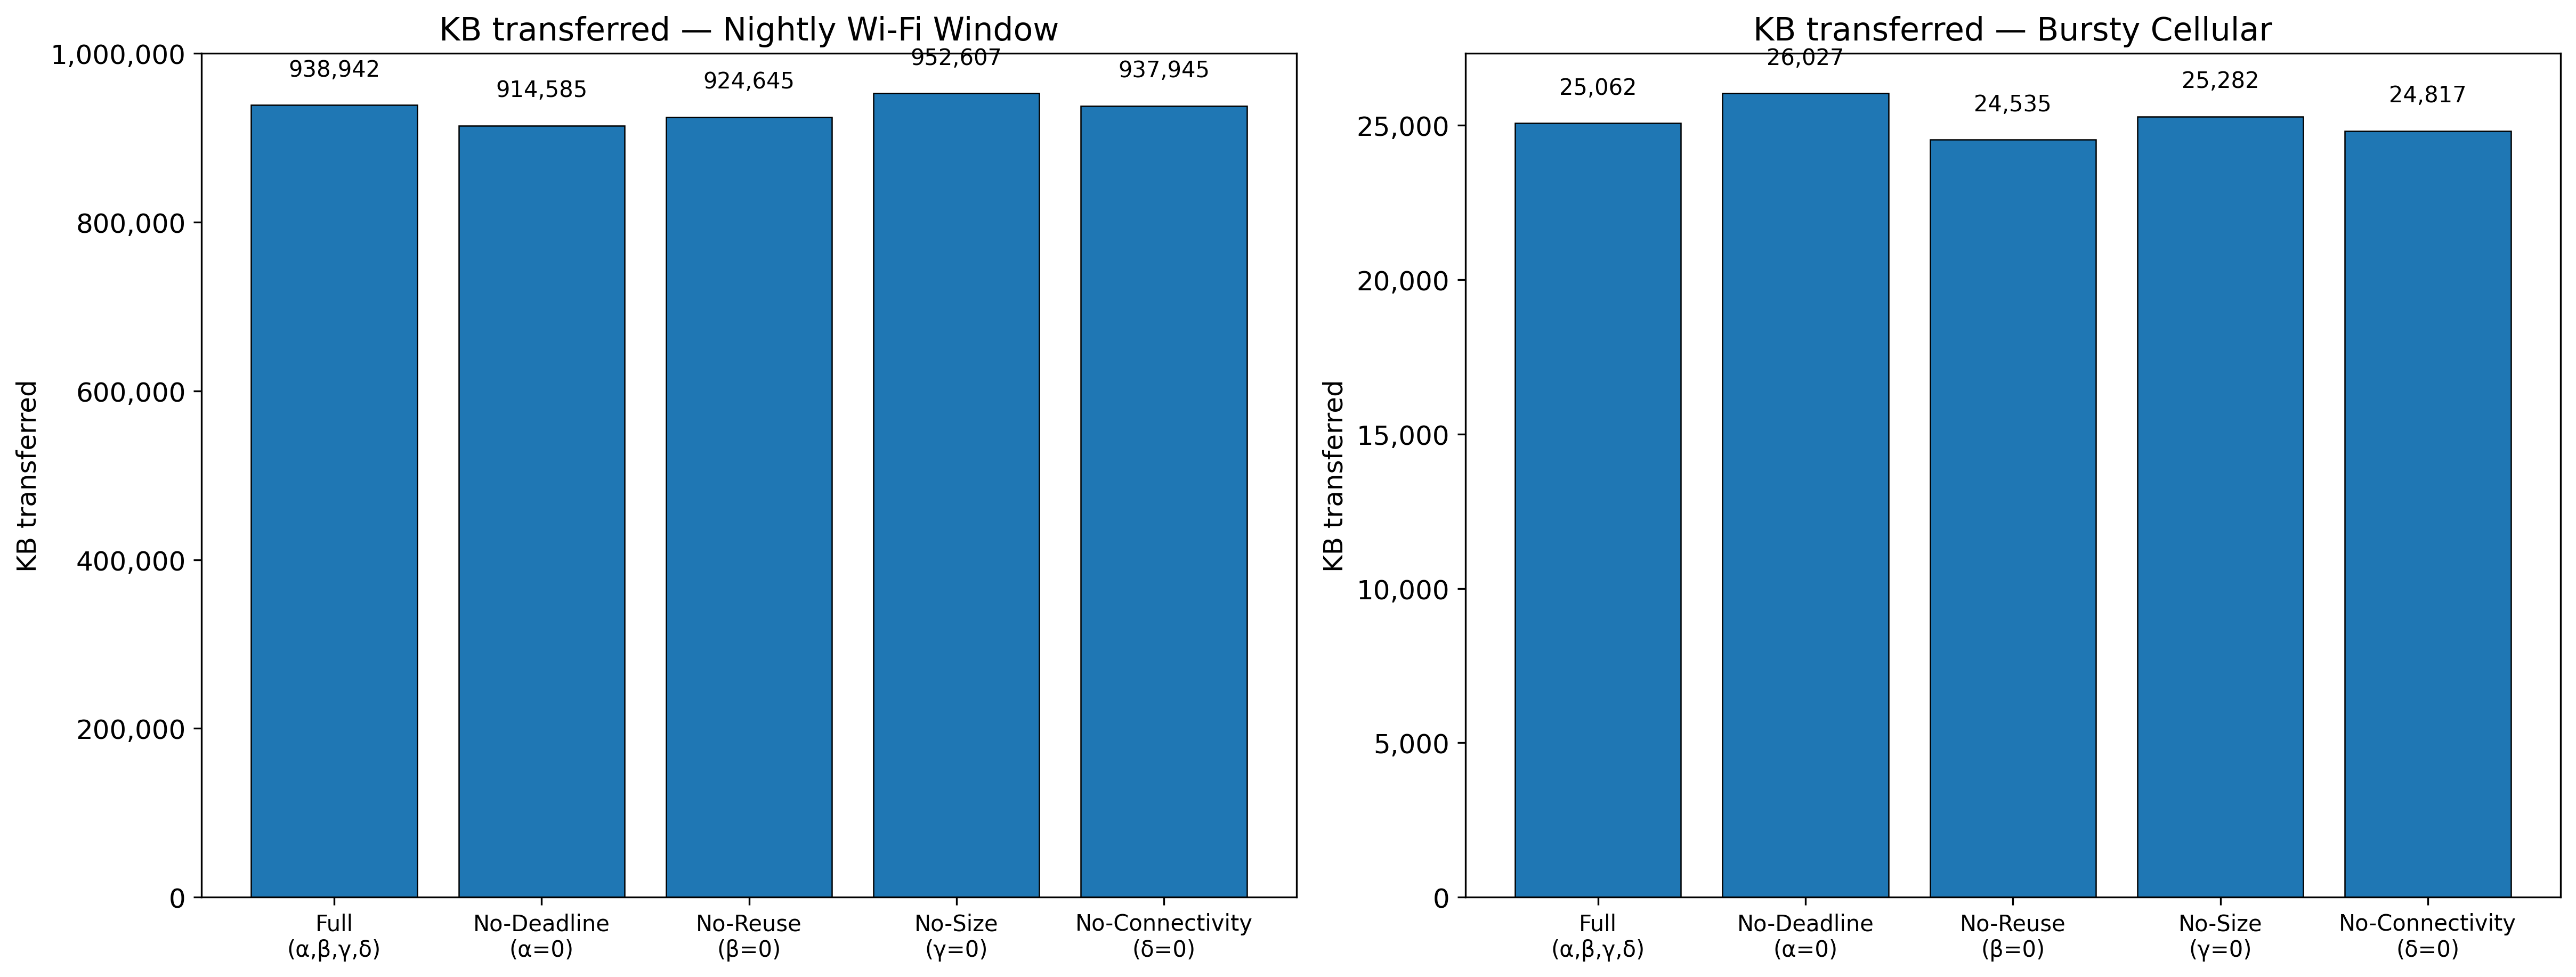 KB transferred — Nightly Wi-Fi Window
KB transferred
1,000,000
800,000
600,000
400,000
200,000
0
938,942
914,585
924,645
952,607
937,945
Full
(α,β,γ,δ)
No-Deadline
(α=0)
No-Reuse
(β=0)
No-Size
(γ=0)
No-Connectivity
(δ=0)
KB transferred — Bursty Cellular
KB transferred
25,000
20,000
15,000
10,000
5,000
0
25,062
26,027
24,535
25,282
24,817
Full
(α,β,γ,δ)
No-Deadline
(α=0)
No-Reuse
(β=0)
No-Size
(γ=0)
No-Connectivity
(δ=0)